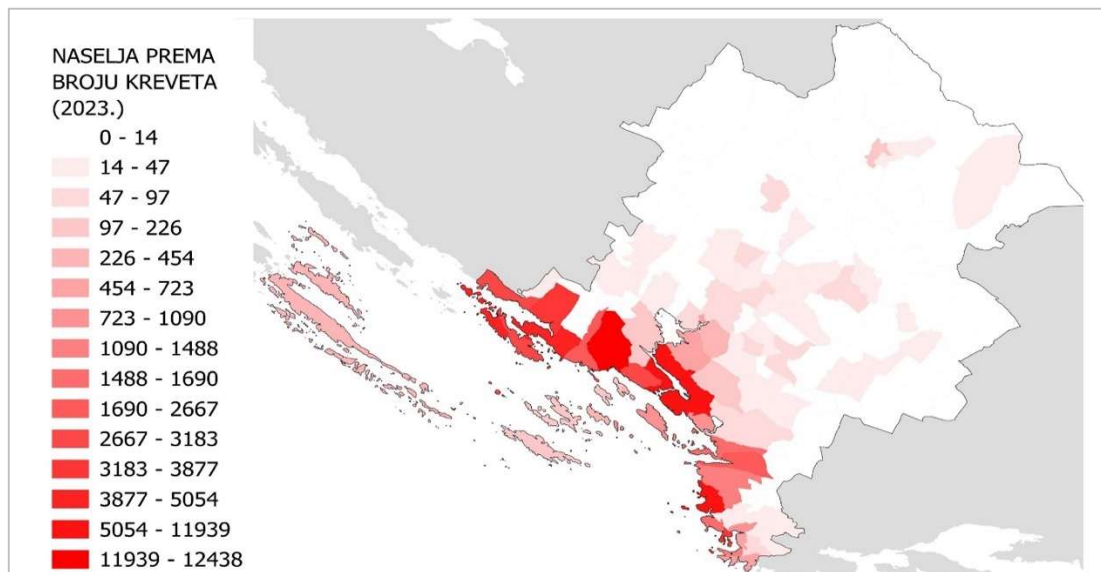 NASELJA PREMA
BROJU KREVETA
(2023.)
0 - 14
14 - 47
47 - 97
97 - 226
226 - 454
454 - 723
723 - 1090
1090 - 1488
1488 - 1690
1690 - 2667
2667 - 3183
3183 - 3877
3877 - 5054
5054 - 11939
11939 - 12438